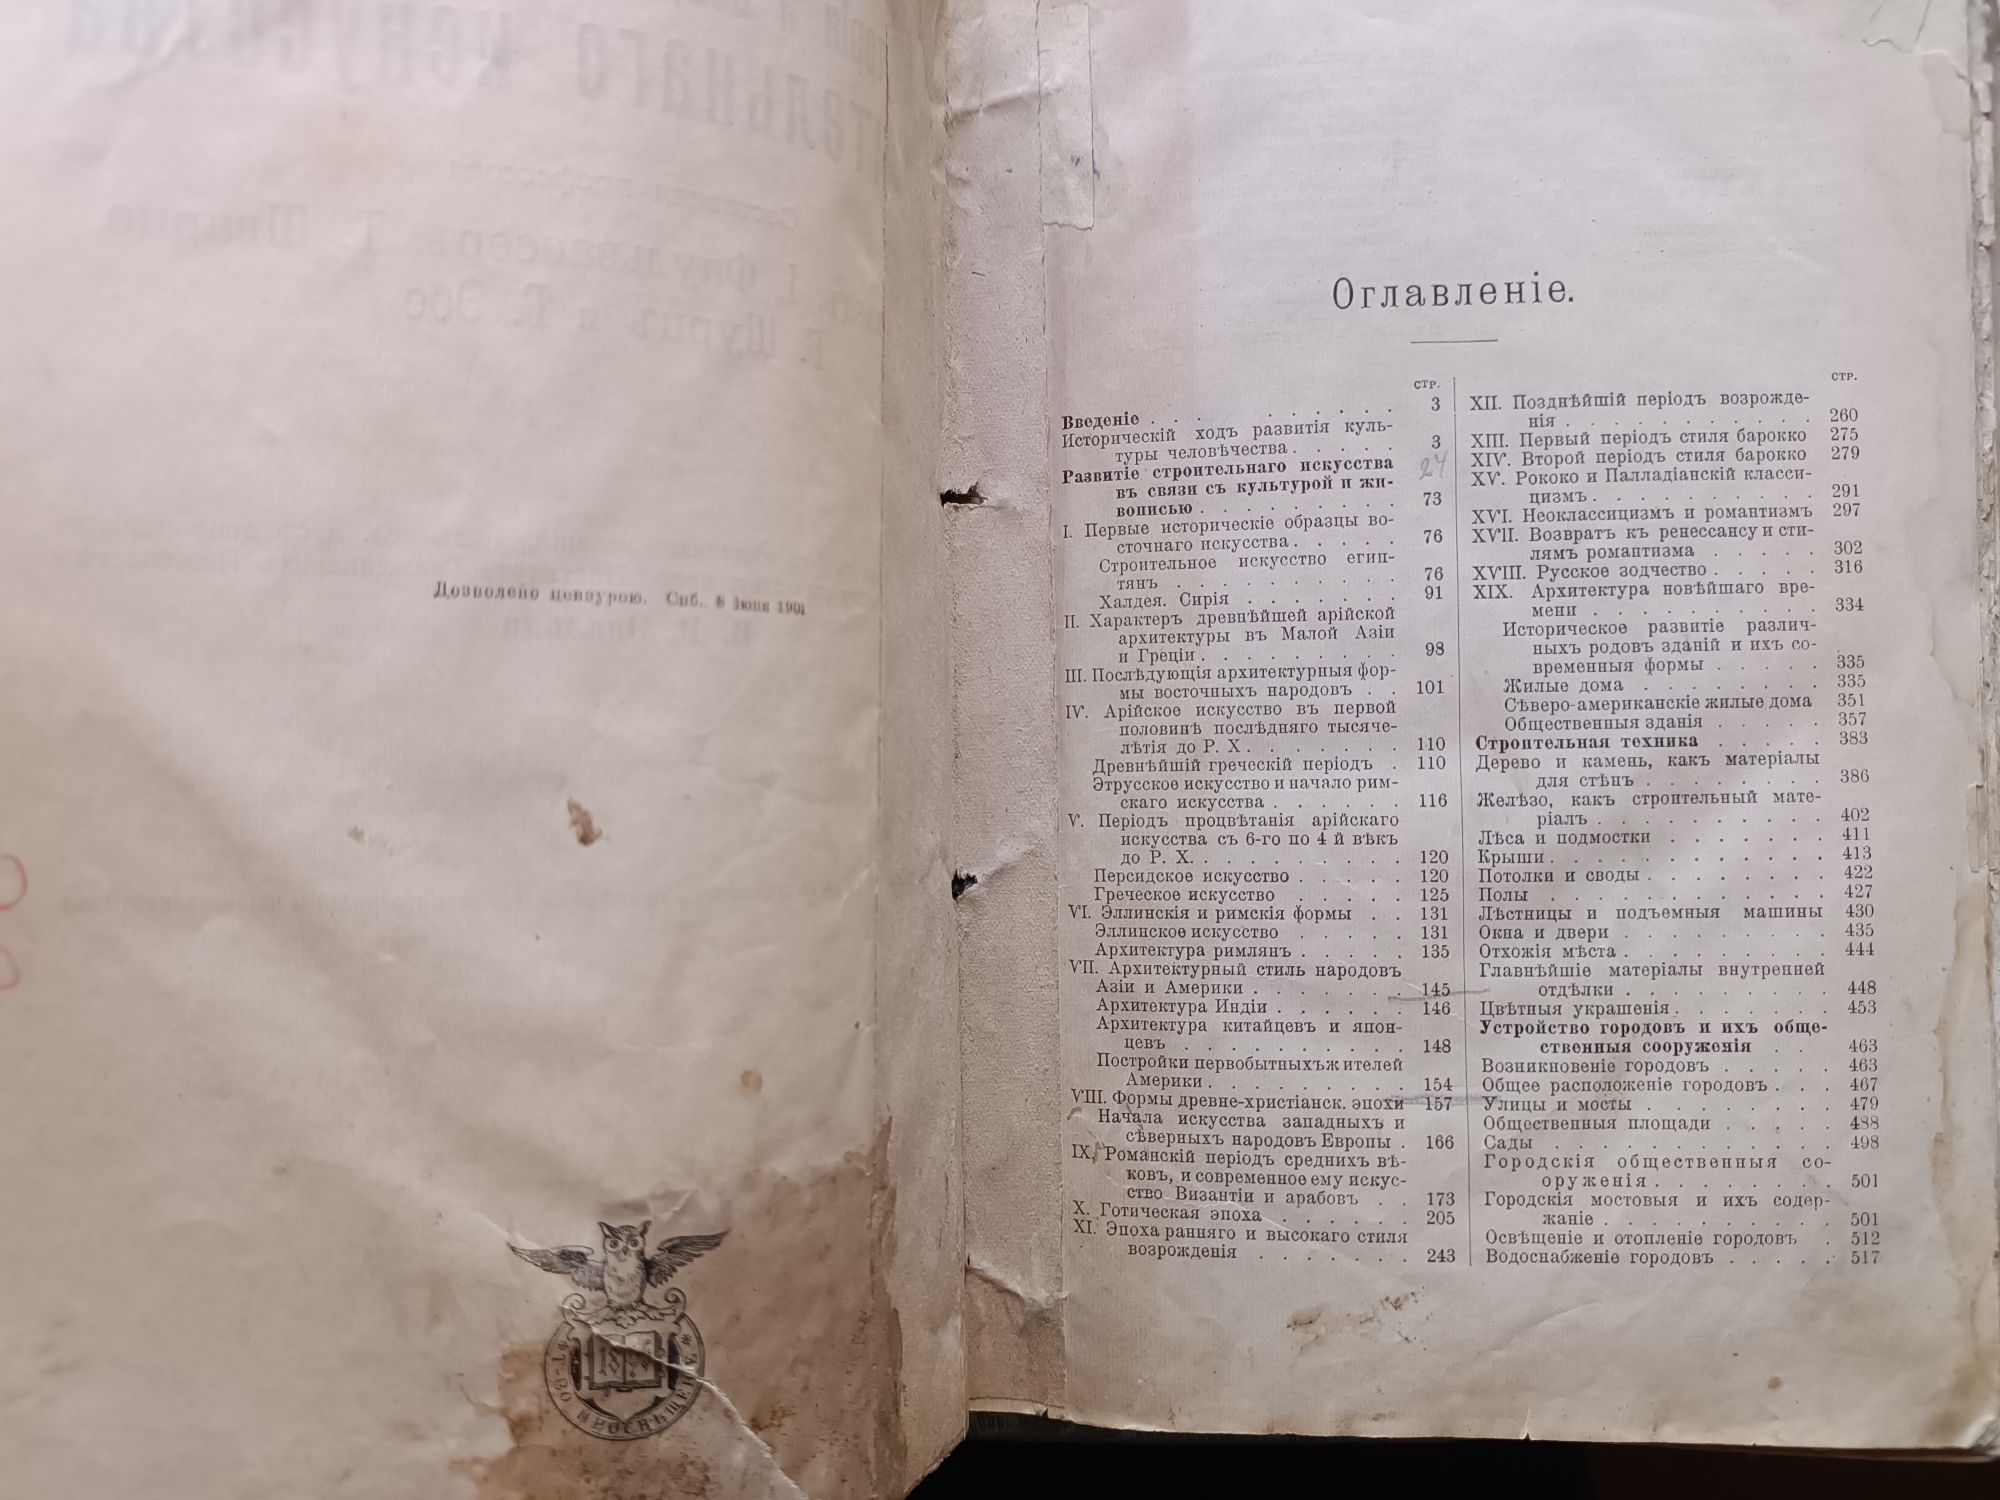 Дозволено цензурою. Спб. 8 Июня 1901
Т-ВО ПРОСВѢЩЕНІЕ
1896
Оглавленіе.
СТР.
Введеніе . . . . . . . . . 3
Историческій ходъ развитія куль-
туры человѣчества . . . . . 3
Развитіе строительнаго искусства 24
въ связи съ культурой и жи-
вописью . . . . . . . . . 73
I. Первые историческіе образцы во-
сточнаго искусства . . . . . 76
Строительное искусство егип-
тянъ . . . . . . . . . . 76
Халдея. Сирія . . . . . . . 91
II. Характеръ древнѣйшей арійской
архитектуры въ Малой Азіи
и Греціи . . . . . . . . . 98
III. Послѣдующія архитектурныя фор-
мы восточныхъ народовъ . . 101
IV. Арійское искусство въ первой
половинѣ послѣдняго тысяче-
лѣтія до Р. Х . . . . . . . 110
Древнѣйшій греческій періодъ . 110
Этрусское искусство и начало рим-
скаго искусства . . . . . . 116
V. Періодъ процвѣтанія арійскаго
искусства съ 6-го по 4 й вѣкъ
до Р. Х. . . . . . . . . . 120
Персидское искусство . . . . . 120
Греческое искусство . . . . . 125
VI. Эллинскія и римскія формы . . 131
Эллинское искусство . . . . . 131
Архитектура римлянъ . . . . . 135
VII. Архитектурный стиль народовъ
Азіи и Америки . . . . . . . 145
Архитектура Индіи . . . . . . 146
Архитектура китайцевъ и япон-
цевъ . . . . . . . . . . 148
Постройки первобытныхъ жителей
Америки . . . . . . . . . 154
VIII. Формы древне-христіанск. эпохи 157
Начала искусства западныхъ и
сѣверныхъ народовъ Европы . 166
IX. Романскій періодъ среднихъ вѣ-
ковъ, и современное ему искус-
ство Византіи и арабовъ . . 173
X. Готическая эпоха . . . . . . 205
XI. Эпоха ранняго и высокаго стиля
возрожденія . . . . . . . 243
СТР.
XII. Позднѣйшій періодъ возрожде-
нія . . . . . . . . . . . 260
XIII. Первый періодъ стиля барокко 275
XIV. Второй періодъ стиля барокко 279
XV. Рококо и Палладіанскій класси-
цизмъ . . . . . . . . . . 291
XVI. Неоклассицизмъ и романтизмъ 297
XVII. Возвратъ къ ренессансу и сти-
лямъ романтизма . . . . . 302
XVIII. Русское зодчество . . . . . 316
XIX. Архитектура новѣйшаго вре-
мени . . . . . . . . . . 334
Историческое развитіе различ-
ныхъ родовъ зданій и ихъ со-
временныя формы . . . . . 335
Жилые дома . . . . . . . . 335
Сѣверо-американскіе жилые дома 351
Общественныя зданія . . . . . 357
Строительная техника . . . . . 383
Дерево и камень, какъ матеріалы
для стѣнъ . . . . . . . . 386
Желѣзо, какъ строительный мате-
ріалъ . . . . . . . . . . 402
Лѣса и подмостки . . . . . . . 411
Крыши . . . . . . . . . . . . 413
Потолки и своды . . . . . . . . 422
Полы . . . . . . . . . . . . 427
Лѣстницы и подъемныя машины 430
Окна и двери . . . . . . . . . 435
Отхожія мѣста . . . . . . . . . 444
Главнѣйшіе матеріалы внутренней
отдѣлки . . . . . . . . . 448
Цвѣтныя украшенія . . . . . . . 453
Устройство городовъ и ихъ обще-
ственныя сооруженія . . 463
Возникновеніе городовъ . . . . . 463
Общее расположеніе городовъ . . . 467
Улицы и мосты . . . . . . . . 479
Общественныя площади . . . . . 488
Сады . . . . . . . . . . . . 498
Городскія общественныя со-
оруженія . . . . . . . . 501
Городскія мостовыя и ихъ содер-
жаніе . . . . . . . . . . 501
Освѣщеніе и отопленіе городовъ . 512
Водоснабженіе городовъ . . . . . 517